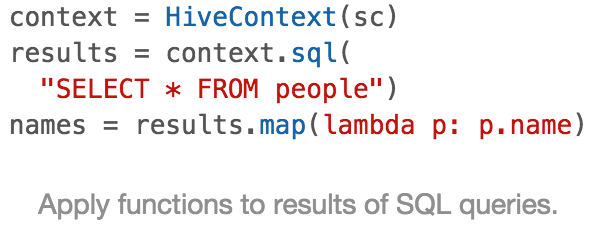 context = HiveContext(sc)
results = context.sql(
  "SELECT * FROM people")
names = results.map(lambda p: p.name)
Apply functions to results of SQL queries.